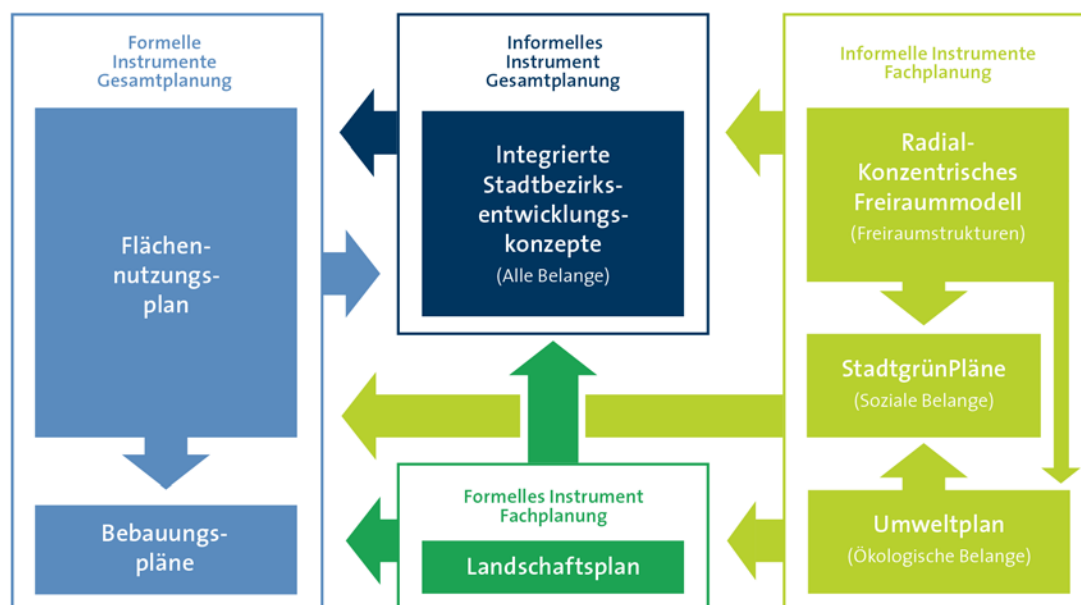 Formelle
Instrumente
Gesamtplanung
Flächen-
nutzungs-
plan
Bebauungs-
pläne
Informelles
Instrument
Gesamtplanung
Integrierte
Stadtbezirks-
entwicklungs-
konzepte
(Alle Belange)
Formelles Instrument
Fachplanung
Landschaftsplan
Informelle Instrumente
Fachplanung
Radial-
Konzentrisches
Freiraummodell
(Freiraumstrukturen)
StadtgrünPläne
(Soziale Belange)
Umweltplan
(Ökologische Belange)